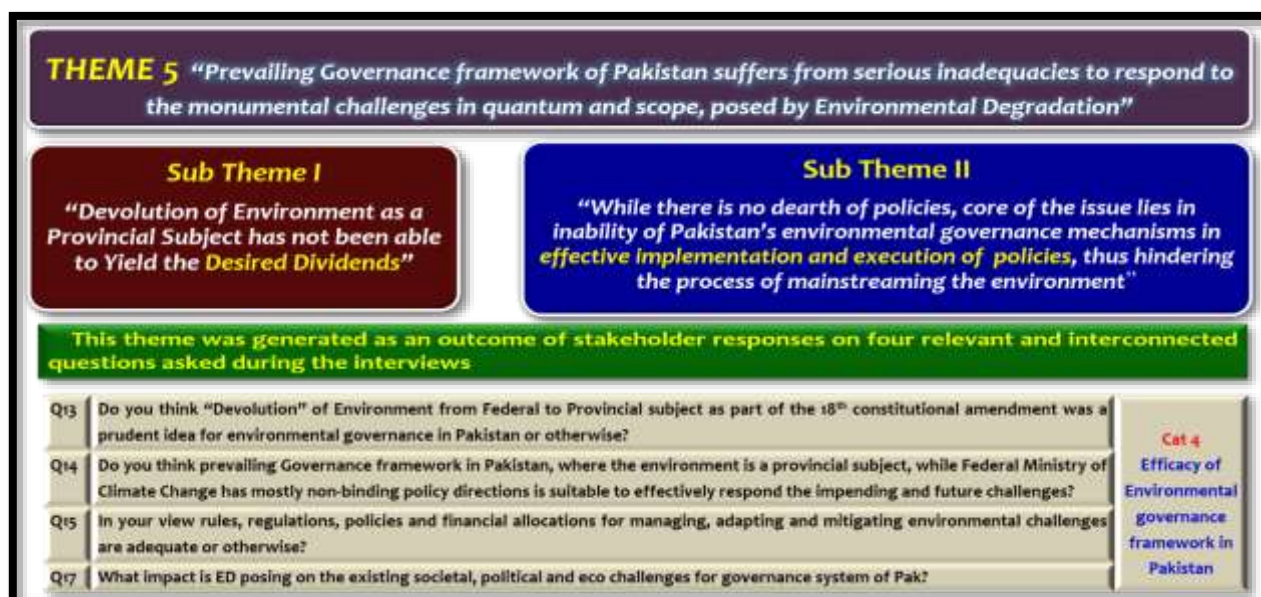 THEME 5 “Prevailing Governance framework of Pakistan suffers from serious inadequacies to respond to
the monumental challenges in quantum and scope, posed by Environmental Degradation”
Sub Theme I
“Devolution of Environment as a
Provincial Subject has not been able
to Yield the Desired Dividends”
Sub Theme II
“While there is no dearth of policies, core of the issue lies in
inability of Pakistan’s environmental governance mechanisms in
effective implementation and execution of policies, thus hindering
the process of mainstreaming the environment”
This theme was generated as an outcome of stakeholder responses on four relevant and interconnected
questions asked during the interviews
Q13 Do you think “Devolution” of Environment from Federal to Provincial subject as part of the 18th constitutional amendment was a
prudent idea for environmental governance in Pakistan or otherwise?
Q14 Do you think prevailing Governance framework in Pakistan, where the environment is a provincial subject, while Federal Ministry of
Climate Change has mostly non-binding policy directions is suitable to effectively respond the impending and future challenges?
Q15 In your view rules, regulations, policies and financial allocations for managing, adapting and mitigating environmental challenges
are adequate or otherwise?
Q17 What impact is ED posing on the existing societal, political and eco challenges for governance system of Pak?
Cat 4
Efficacy of
Environmental
governance
framework in
Pakistan